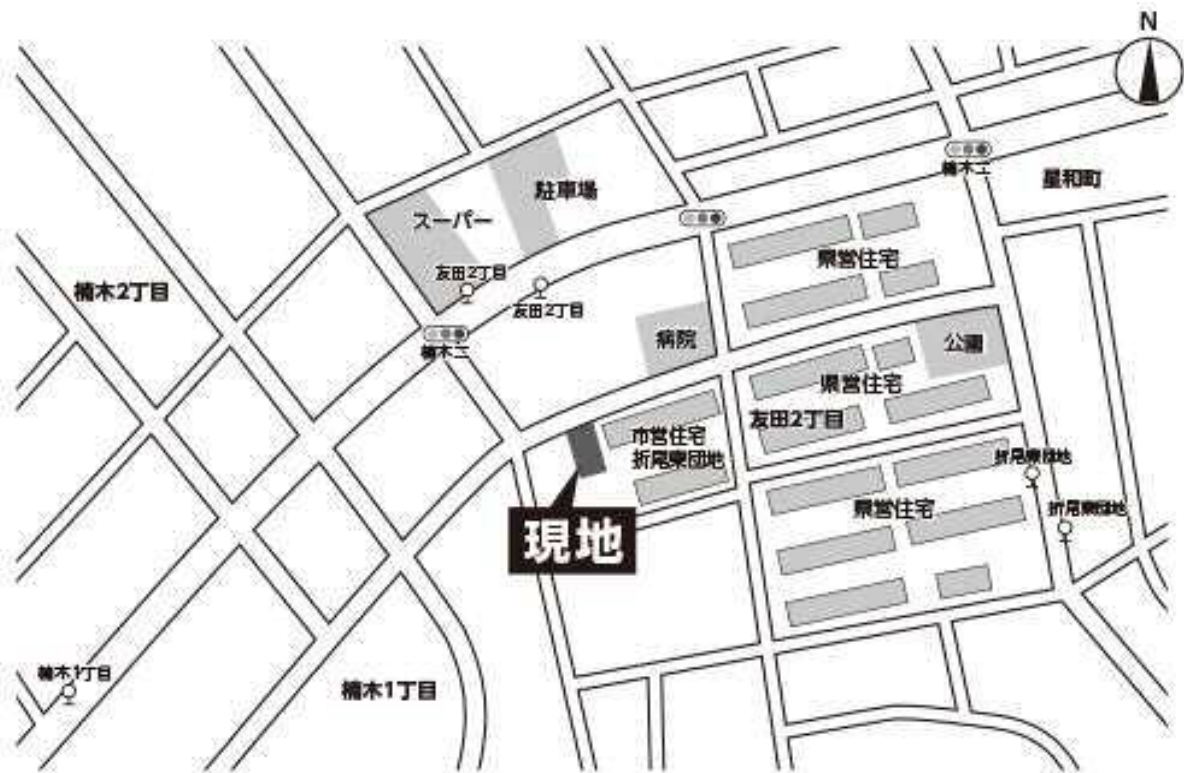 N
楠木二
星和町
駐車場
スーパー
県営住宅
友田2丁目
友田2丁目
楠木2丁目
楠木二
病院
公園
県営住宅
友田2丁目
市営住宅
折尾東団地
折尾東団地
県営住宅
折尾東団地
現地
楠木1丁目
楠木1丁目